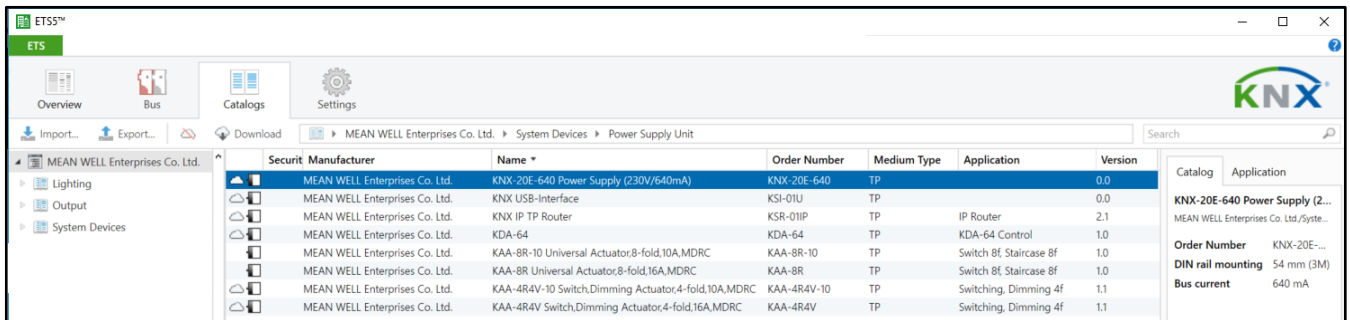 ETS5™
ETS
Overview Bus Catalogs Settings
KNX
Import... Export... Download MEAN WELL Enterprises Co. Ltd. System Devices Power Supply Unit Search
MEAN WELL Enterprises Co. Ltd.
Lighting
Output
System Devices
Securit Manufacturer Name Order Number Medium Type Application Version
MEAN WELL Enterprises Co. Ltd. KNX-20E-640 Power Supply (230V/640mA) KNX-20E-640 TP 0.0
MEAN WELL Enterprises Co. Ltd. KNX USB-Interface KSI-01U TP 0.0
MEAN WELL Enterprises Co. Ltd. KNX IP TP Router KSR-01IP TP IP Router 2.1
MEAN WELL Enterprises Co. Ltd. KDA-64 KDA-64 TP KDA-64 Control 1.0
MEAN WELL Enterprises Co. Ltd. KAA-8R-10 Universal Actuator,8-fold,10A,MDRC KAA-8R-10 TP Switch 8f, Staircase 8f 1.0
MEAN WELL Enterprises Co. Ltd. KAA-8R Universal Actuator,8-fold,16A,MDRC KAA-8R TP Switch 8f, Staircase 8f 1.0
MEAN WELL Enterprises Co. Ltd. KAA-4R4V-10 Switch,Dimming Actuator,4-fold,10A,MDRC KAA-4R4V-10 TP Switching, Dimming 4f 1.1
MEAN WELL Enterprises Co. Ltd. KAA-4R4V Switch,Dimming Actuator,4-fold,16A,MDRC KAA-4R4V TP Switching, Dimming 4f 1.1
Catalog Application
KNX-20E-640 Power Supply (2...
MEAN WELL Enterprises Co. Ltd./Syste...
Order Number KNX-20E-...
DIN rail mounting 54 mm (3M)
Bus current 640 mA